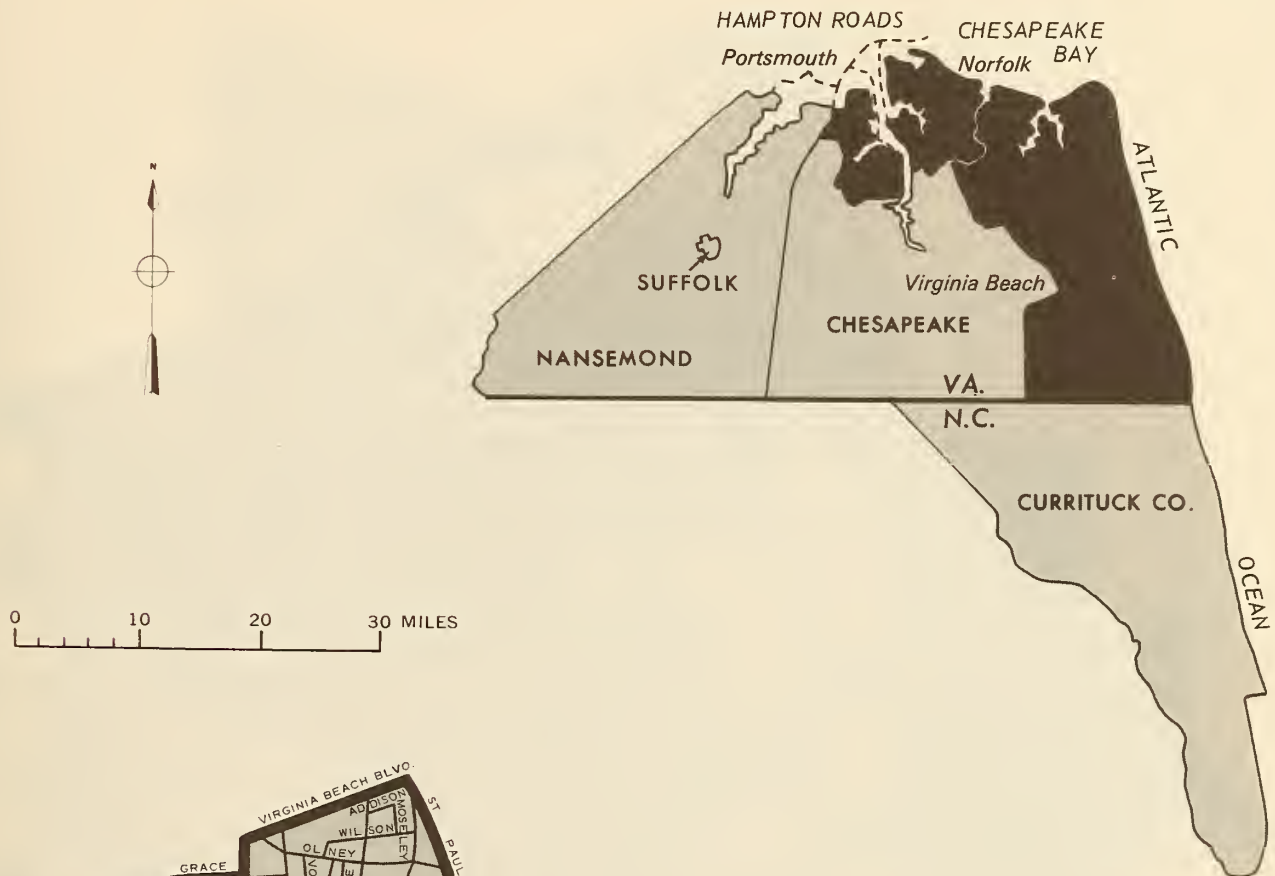 HAMPTON ROADS
CHESAPEAKE
BAY
Portsmouth
Norfolk
N
ATLANTIC
SUFFOLK
Virginia Beach
CHESAPEAKE
NANSEMOND
VA.
N.C.
CURRITUCK CO.
OCEAN
0 10 20 30 MILES
VIRGINIA BEACH BLVD.
ADDISON
MOSELEY
ST
PAUL
WILSON
OLNEY
GRACE
VO
E